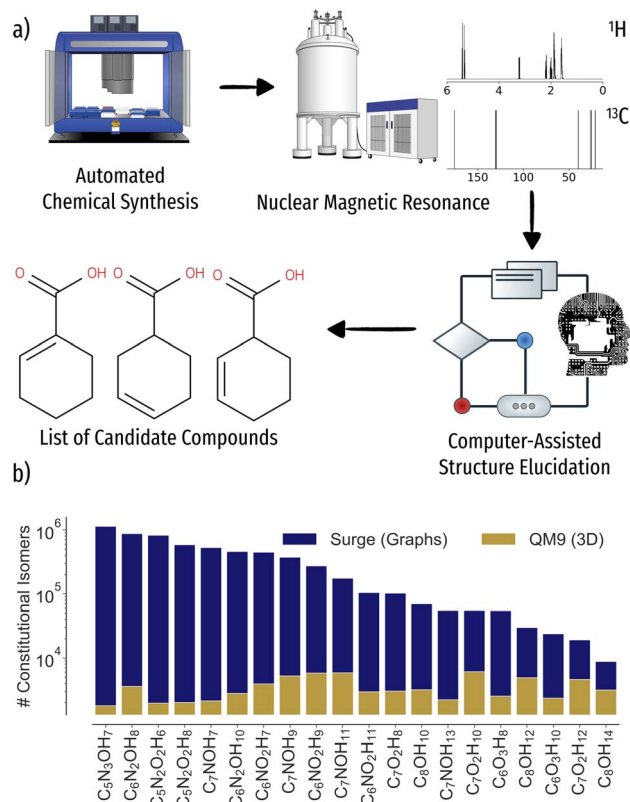 a)
¹H
6 4 2 0
¹³C
150 100 50
Automated
Chemical Synthesis
Nuclear Magnetic Resonance
O OH O OH O OH
List of Candidate Compounds
Computer-Assisted
Structure Elucidation
b)
# Constitutional Isomers
10⁶
10⁵
10⁴
Surge (Graphs)
QM9 (3D)
C₅N₃OH₇
C₆N₂OH₈
C₅N₂O₂H₆
C₅N₂O₂H₈
C₇NOH₇
C₆N₂OH₁₀
C₆NO₂H₇
C₇NOH₉
C₆NO₂H₉
C₇NOH₁₁
C₆NO₂H₁₁
C₇O₂H₈
C₈OH₁₀
C₇NOH₁₃
C₇O₂H₁₀
C₆O₃H₈
C₈OH₁₂
C₆O₃H₁₀
C₇O₂H₁₂
C₈OH₁₄